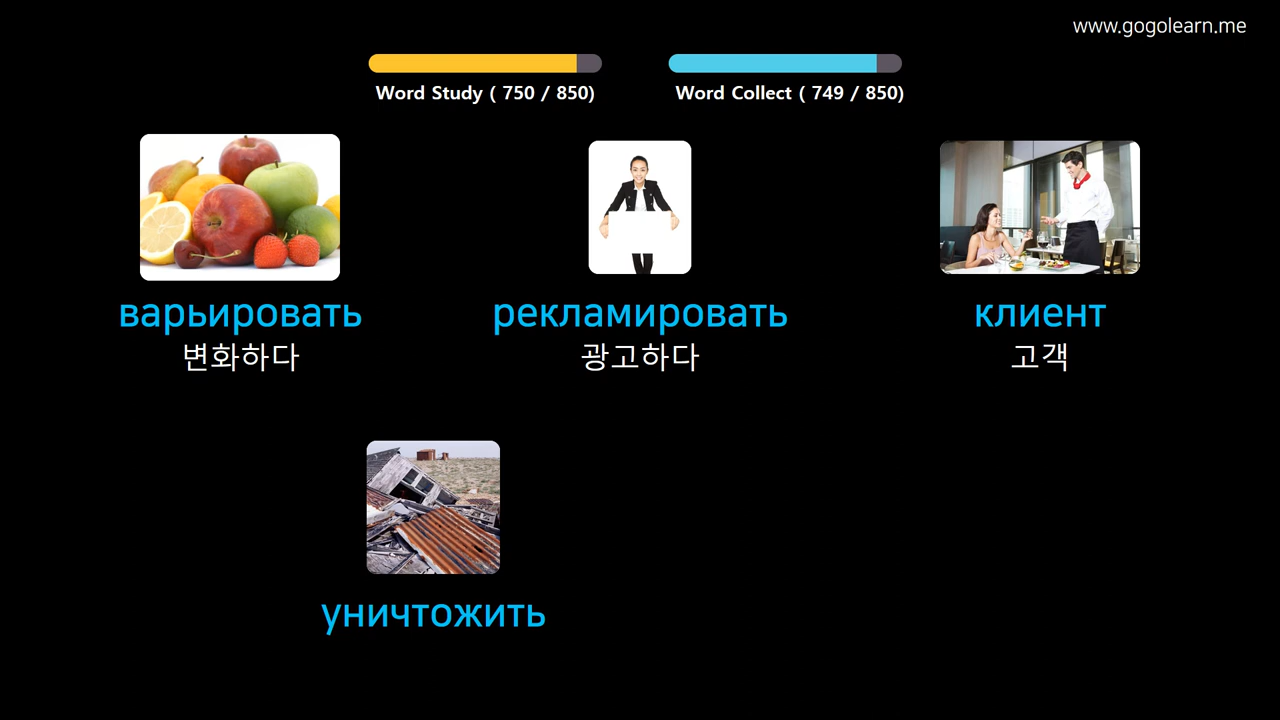 www.gogolearn.me
Word Study ( 750 / 850)
Word Collect ( 749 / 850)
варьировать
рекламировать
клиент
변화하다
광고하다
고객
уничтожить